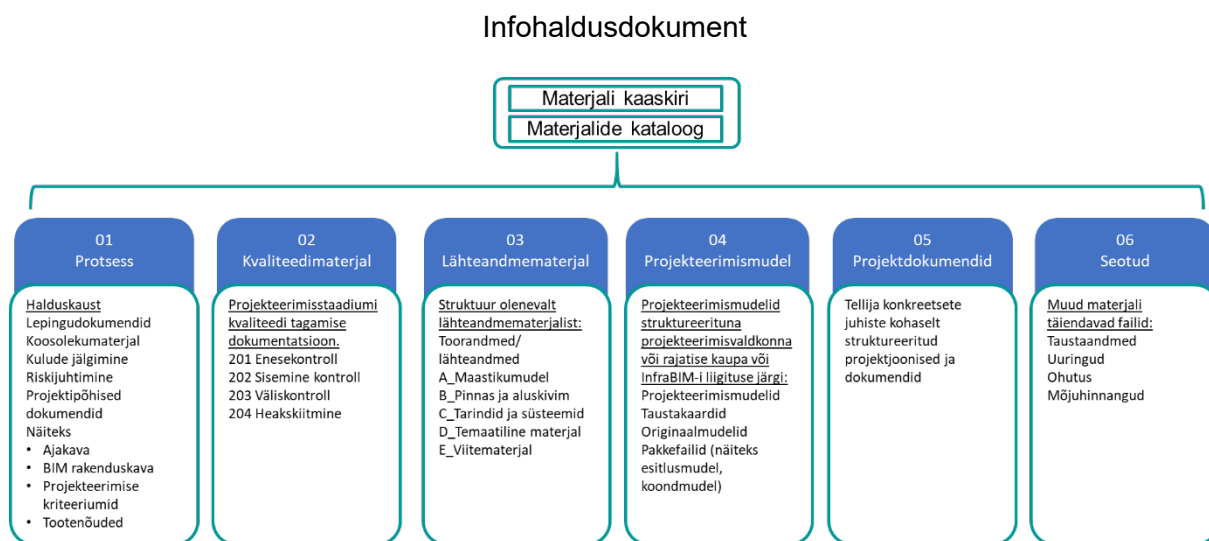 Infohaldusdokument
Materjali kaaskiri
Materjalide kataloog
01
Protsess
Halduskaust
Lepingudokumendid
Koosolekumaterjal
Kulude jälgimine
Riskijuhtimine
Projektipõhised
dokumendid
Näiteks
• Ajakava
• BIM rakenduskava
• Projekteerimise
kriteeriumid
• Tootenõuded
02
Kvaliteedimaterjal
Projekteerimisstaadiumi
kvaliteedi tagamise
dokumentatsioon.
201 Enesekontroll
202 Sisemine kontroll
203 Väliskontroll
204 Heakskiitmine
03
Lähteandmematerjal
Struktuur olenevalt
lähteandmematerjalist:
Toorandmed/
lähteandmed
A_Maastikumudel
B_Pinnas ja aluskivim
C_Tarindid ja süsteemid
D_Temaatiline materjal
E_Viitematerjal
04
Projekteerimismudel
Projekteerimismudelid
struktureerituna
projekteerimisvaldkonna
või rajatise kaupa või
InfraBIM-i liigituse järgi:
Projekteerimismudelid
Taustakaardid
Originaalmudelid
Pakkefailid (näiteks
esitlusmudel,
koondmudel)
05
Projektdokumendid
Tellija konkreetsete
juhiste kohaselt
struktureeritud
projektjoonised ja
dokumendid
06
Seotud
Muud materjali
täiendavad failid:
Taustaandmed
Uuringud
Ohutus
Mõjuhinnangud